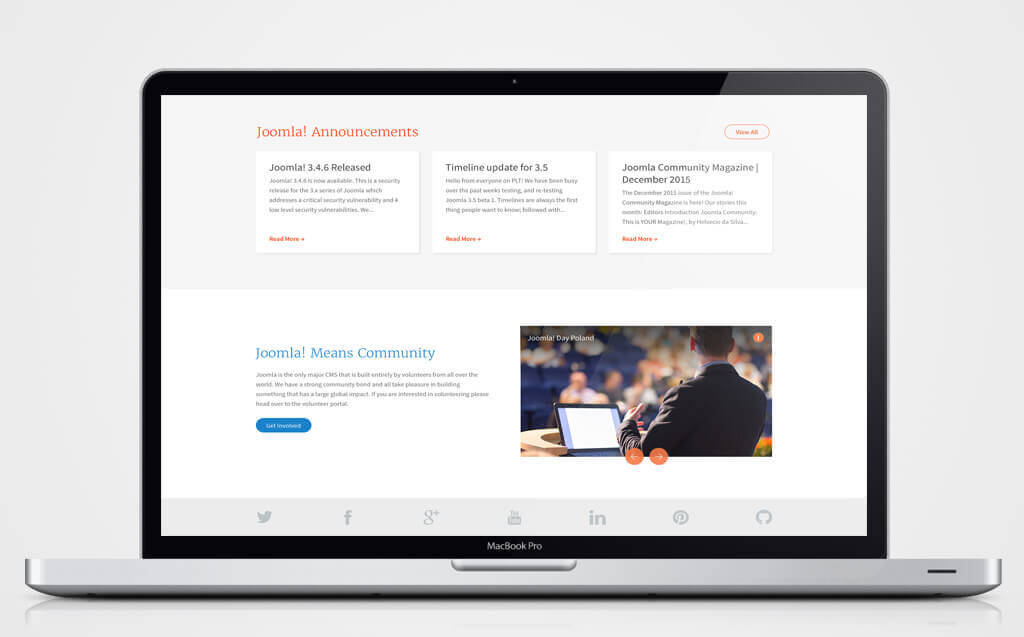 Joomla! Announcements
View All
Joomla! 3.4.6 Released
Joomla! 3.4.6 is now available. This is a security
release for the 3.x series of Joomla which
addresses a critical security vulnerability and 4
low level security vulnerabilities. We...
Read More →
Timeline update for 3.5
Hello from everyone on PLT! We have been busy
over the past weeks testing, and re-testing
Joomla 3.5 beta 1. Timelines are always the first
thing people want to know; followed with...
Read More →
Joomla Community Magazine |
December 2015
The December 2015 issue of the Joomla!
Community Magazine is here! Our stories this
month: Editors Introduction Joomla Community:
This is YOUR Magazine!, by Helvecio da Silva...
Read More →
Joomla! Means Community
Joomla is the only major CMS that is built entirely by volunteers from all over the
world. We have a strong community bond and all take pleasure in building
something that has a large global impact. If you are interested in volunteering please
head over to the volunteer portal.
Get Involved
Joomla! Day Poland
You
Tube
MacBook Pro